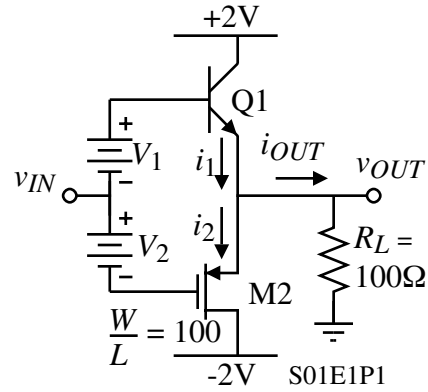 +2V
Q1
+
V1
−
i1
iOUT
vOUT
vIN
+
V2
−
i2
RL =
100Ω
M2
W
L = 100
-2V
S01E1P1